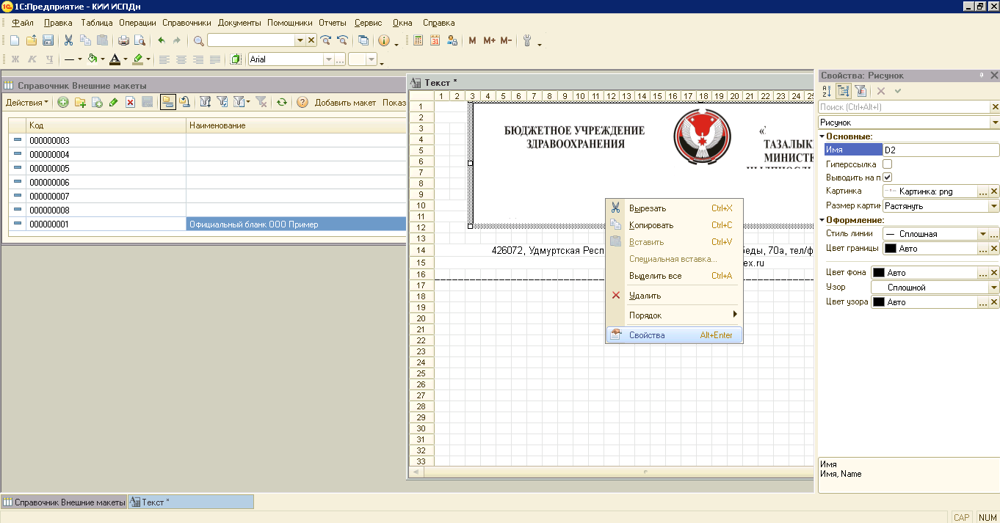 1С:Предприятие - КИИ ИСПДн
Файл Правка Таблица Операции Справочники Документы Помощники Отчеты Сервис Окна Справка
M M+ M-
Ж К Ч Arial
Справочник Внешние макеты
Действия Добавить макет Показ
Код Наименование
000000003
000000004
000000005
000000006
000000007
000000008
000000001 Официальный бланк ООО Пример
Текст *
1 2 3 4 5 6 7 8 9 10 11 12 13 14 15 16 17 18 19 20 21 22 23 24 25
1
2
3
4
5
6
7
8
9
10
11
12
13
14
15
16
17
18
19
20
21
22
23
24
25
26
27
28
29
30
31
32
33
БЮДЖЕТНОЕ УЧРЕЖДЕНИЕ
ЗДРАВООХРАНЕНИЯ
ТАЗАЛЫК
МИНИСТЕ
426072, Удмуртская Респ беды, 70а, тел/ф
ex.ru
Вырезать Ctrl+X
Копировать Ctrl+C
Вставить Ctrl+V
Специальная вставка...
Выделить все Ctrl+A
Удалить
Порядок
Свойства Alt+Enter
Свойства: Рисунок
Поиск (Ctrl+Alt+I)
Рисунок
Основные:
Имя D2
Гиперссылка
Выводить на п
Картинка Картинка: png
Размер картин Растянуть
Оформление:
Стиль линии Сплошная
Цвет границы Авто
Цвет фона Авто
Узор Сплошной
Цвет узора Авто
Имя
Имя, Name
Справочник Внешние макеты Текст *
CAP NUM